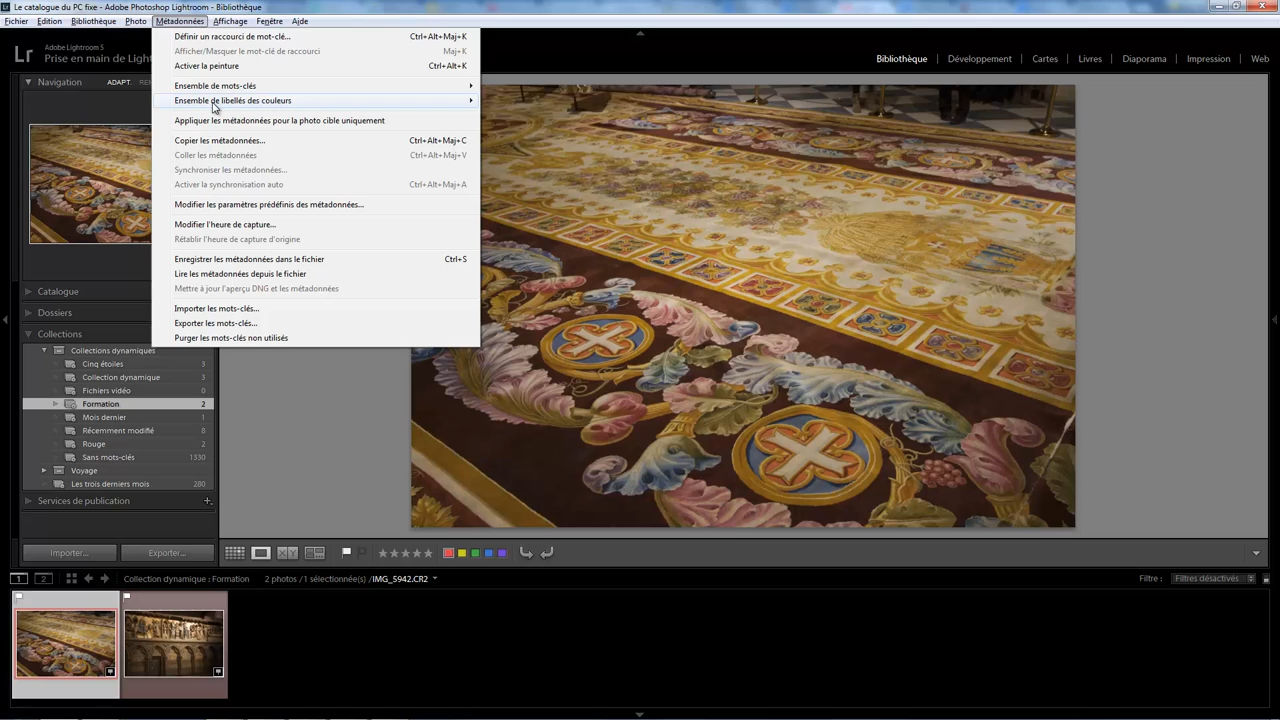 Le catalogue du PC fixe - Adobe Photoshop Lightroom - Bibliothèque
Fichier Edition Bibliothèque Photo Métadonnées Affichage Fenêtre Aide
Définir un raccourci de mot-clé... Ctrl+Alt+Maj+K
Afficher/Masquer le mot-clé de raccourci Maj+K
Activer la peinture Ctrl+Alt+K
Ensemble de mots-clés
Ensemble de libellés des couleurs
Appliquer les métadonnées pour la photo cible uniquement
Copier les métadonnées... Ctrl+Alt+Maj+C
Coller les métadonnées Ctrl+Alt+Maj+V
Synchroniser les métadonnées...
Activer la synchronisation auto Ctrl+Alt+Maj+A
Modifier les paramètres prédéfinis des métadonnées...
Modifier l'heure de capture...
Rétablir l'heure de capture d'origine
Enregistrer les métadonnées dans le fichier Ctrl+S
Lire les métadonnées depuis le fichier
Mettre à jour l'aperçu DNG et les métadonnées
Importer les mots-clés...
Exporter les mots-clés...
Purger les mots-clés non utilisés
Lr
Adobe Lightroom 5
Prise en main de Lig
Bibliothèque Développement Cartes Livres Diaporama Impression Web
Navigation ADAPT.
Catalogue
Dossiers
Collections
Collections dynamiques
Cinq étoiles 3
Collection dynamique 3
Fichiers vidéo 0
Formation 2
Mois dernier 1
Récemment modifié 8
Rouge 2
Sans mots-clés 1330
Voyage
Les trois derniers mois 280
Services de publication
Importer... Exporter...
X Y
1 2 Collection dynamique : Formation 2 photos /1 sélectionnée(s) /IMG_5942.CR2 Filtre : Filtres désactivés